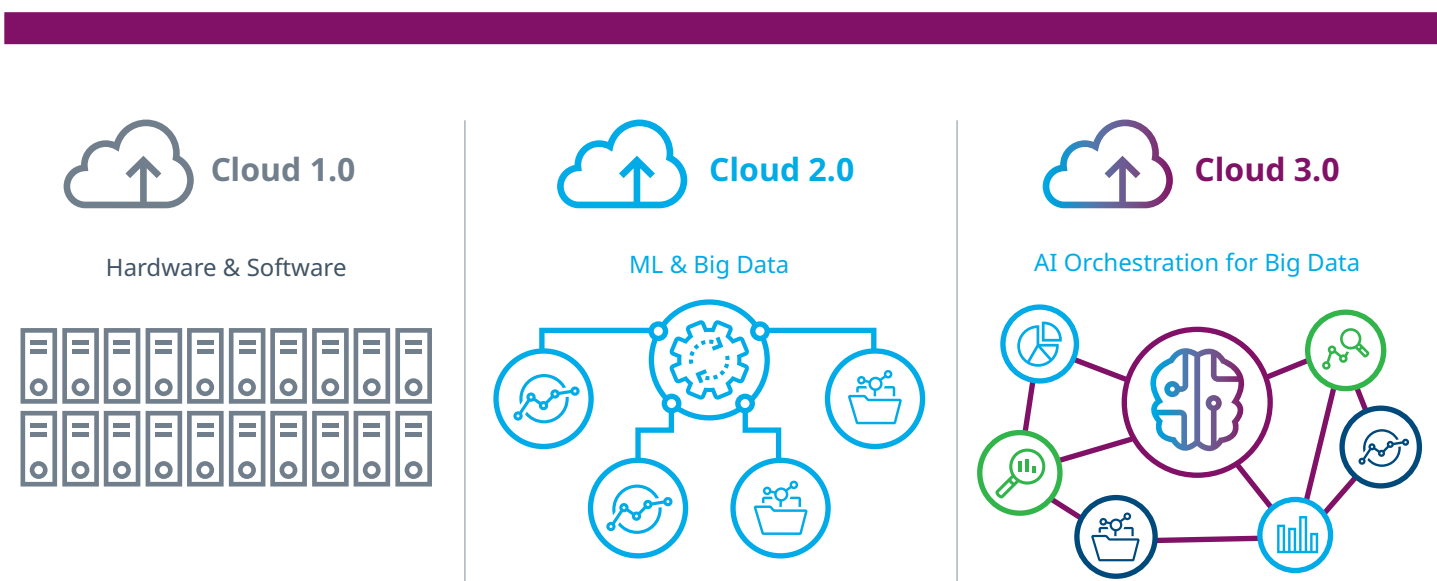 Cloud 1.0
Hardware & Software
Cloud 2.0
ML & Big Data
Cloud 3.0
AI Orchestration for Big Data